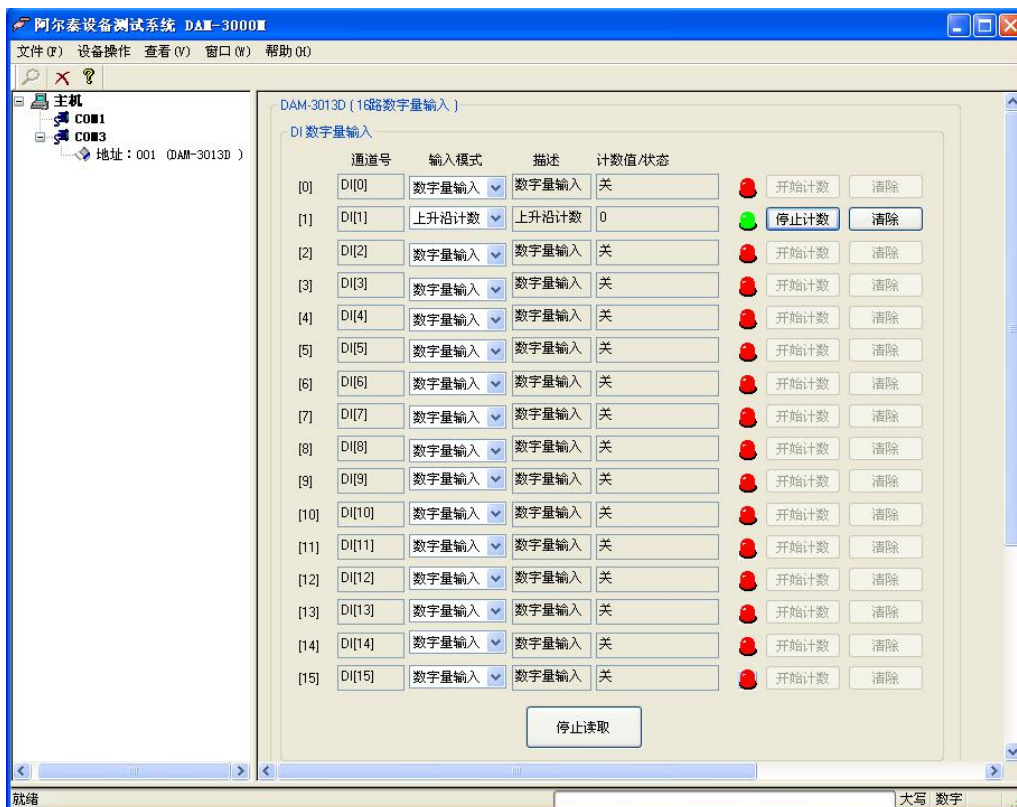 阿尔泰设备测试系统 DAM-3000M
文件(F) 设备操作 查看(V) 窗口(W) 帮助(H)
主机
COM1
COM3
地址：001 (DAM-3013D )
DAM-3013D ( 16路数字量输入 )
DI 数字量输入
通道号 输入模式 描述 计数值/状态
[0] DI[0] 数字量输入 数字量输入 关 开始计数 清除
[1] DI[1] 上升沿计数 上升沿计数 0 停止计数 清除
[2] DI[2] 数字量输入 数字量输入 关 开始计数 清除
[3] DI[3] 数字量输入 数字量输入 关 开始计数 清除
[4] DI[4] 数字量输入 数字量输入 关 开始计数 清除
[5] DI[5] 数字量输入 数字量输入 关 开始计数 清除
[6] DI[6] 数字量输入 数字量输入 关 开始计数 清除
[7] DI[7] 数字量输入 数字量输入 关 开始计数 清除
[8] DI[8] 数字量输入 数字量输入 关 开始计数 清除
[9] DI[9] 数字量输入 数字量输入 关 开始计数 清除
[10] DI[10] 数字量输入 数字量输入 关 开始计数 清除
[11] DI[11] 数字量输入 数字量输入 关 开始计数 清除
[12] DI[12] 数字量输入 数字量输入 关 开始计数 清除
[13] DI[13] 数字量输入 数字量输入 关 开始计数 清除
[14] DI[14] 数字量输入 数字量输入 关 开始计数 清除
[15] DI[15] 数字量输入 数字量输入 关 开始计数 清除
停止读取
就绪 大写 数字